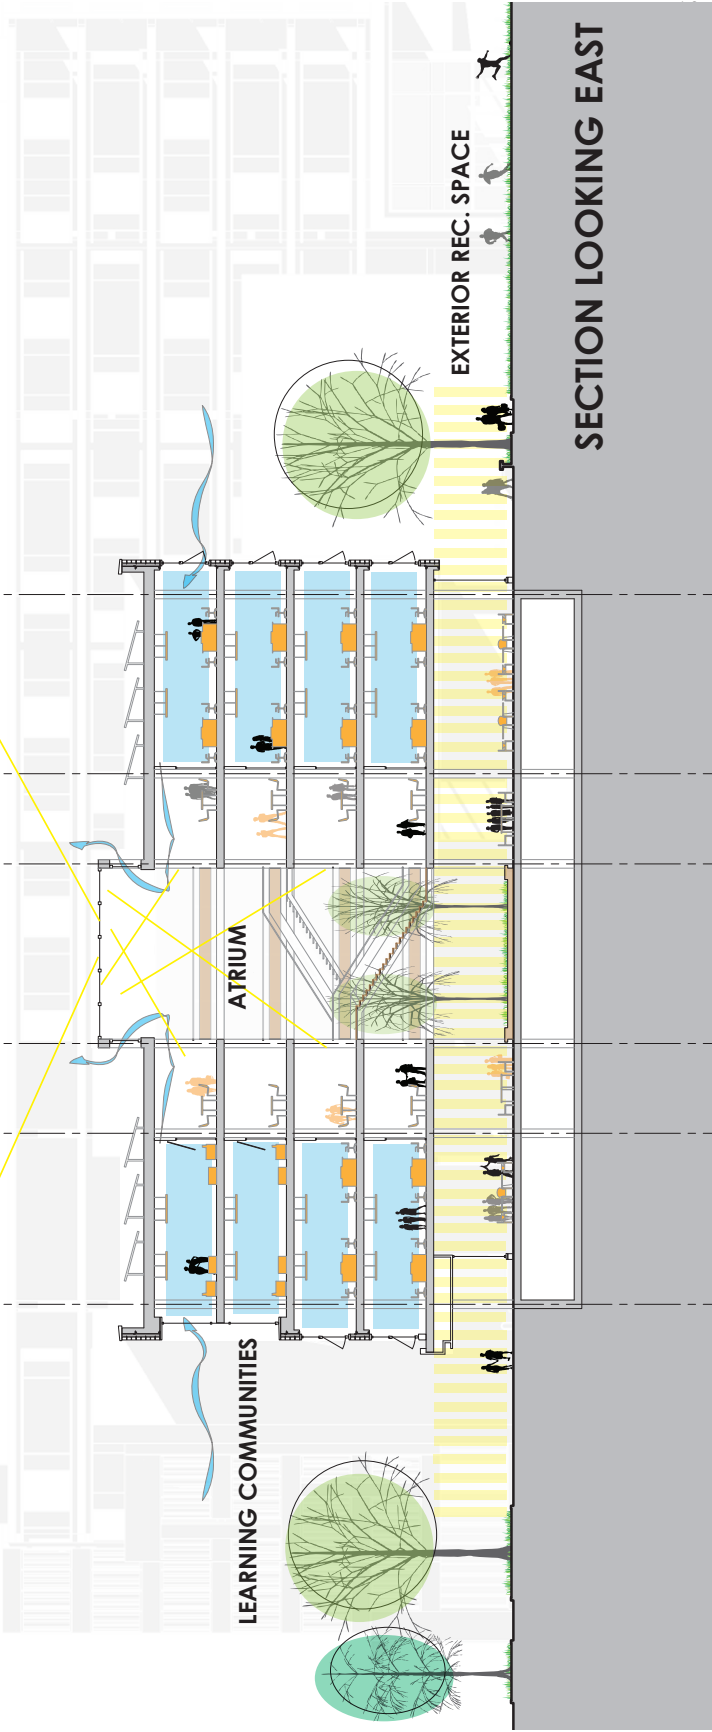 LEARNING COMMUNITIES
ATRIUM
EXTERIOR REC. SPACE
SECTION LOOKING EAST